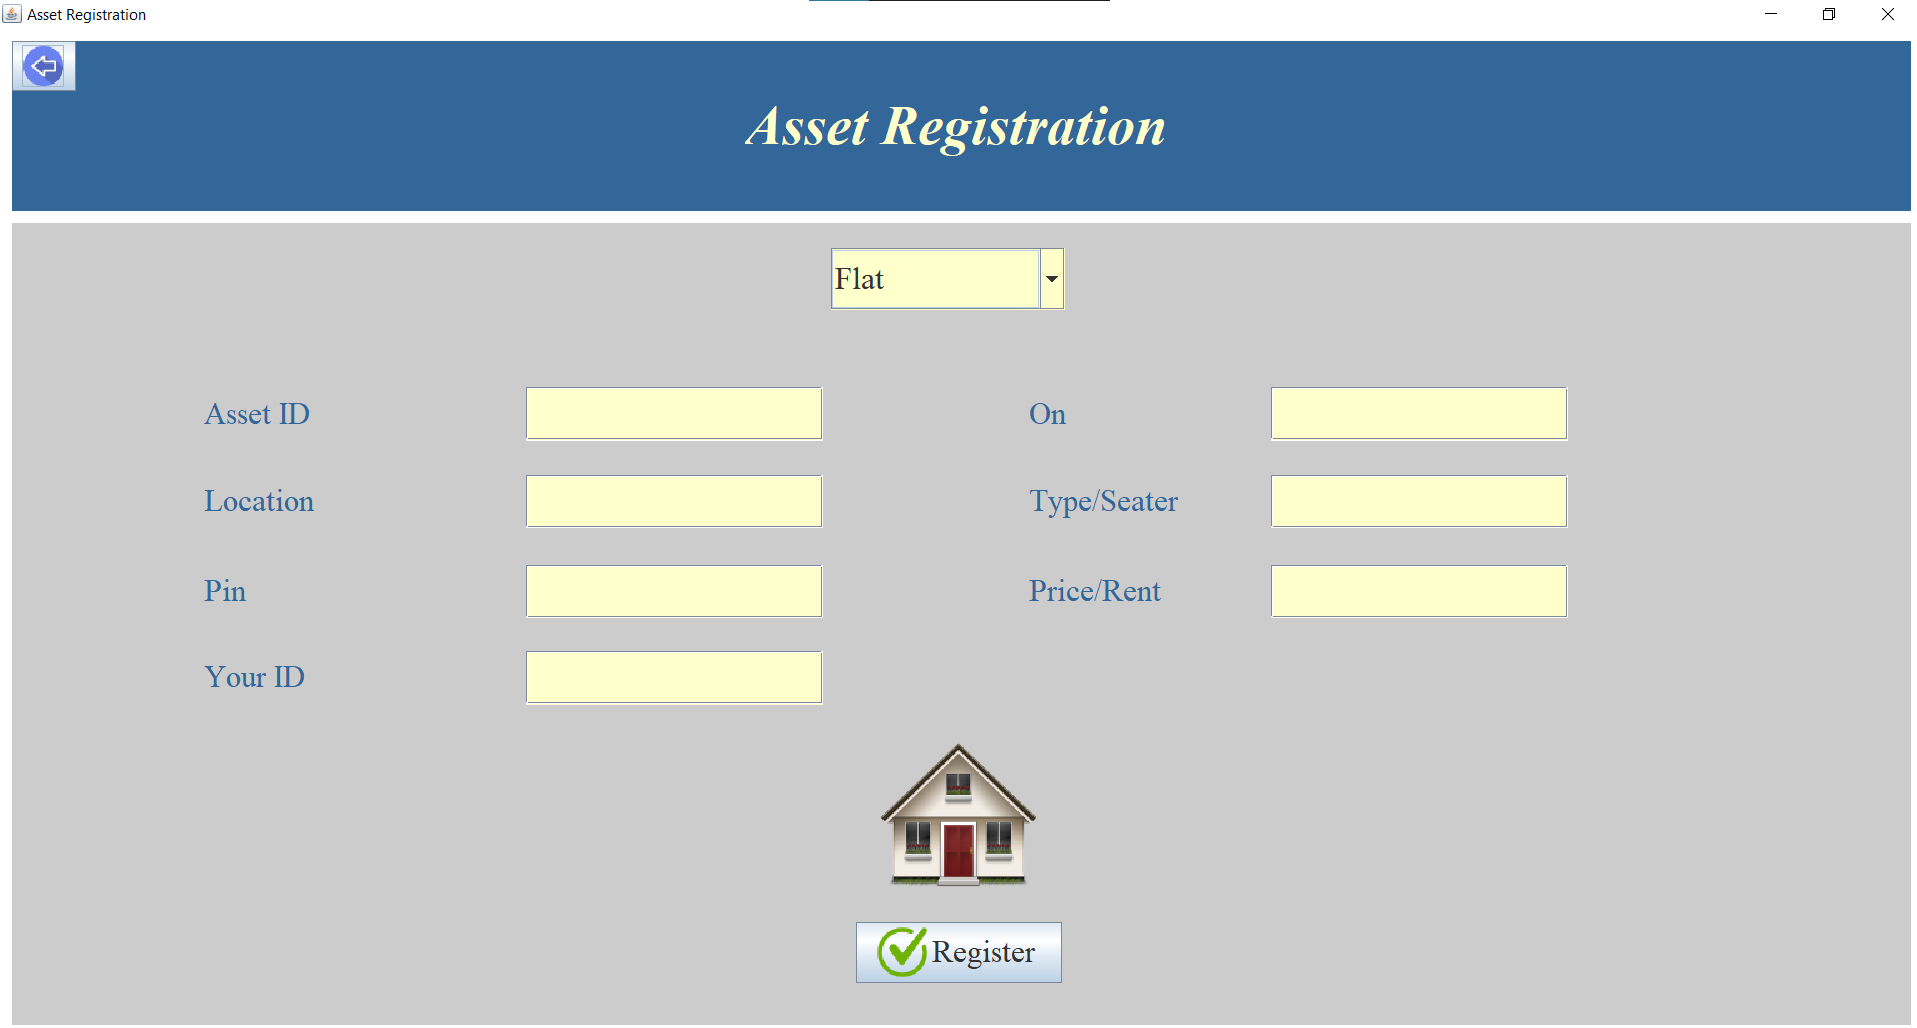 Asset Registration
Asset Registration
Flat
Asset ID
On
Location
Type/Seater
Pin
Price/Rent
Your ID
Register